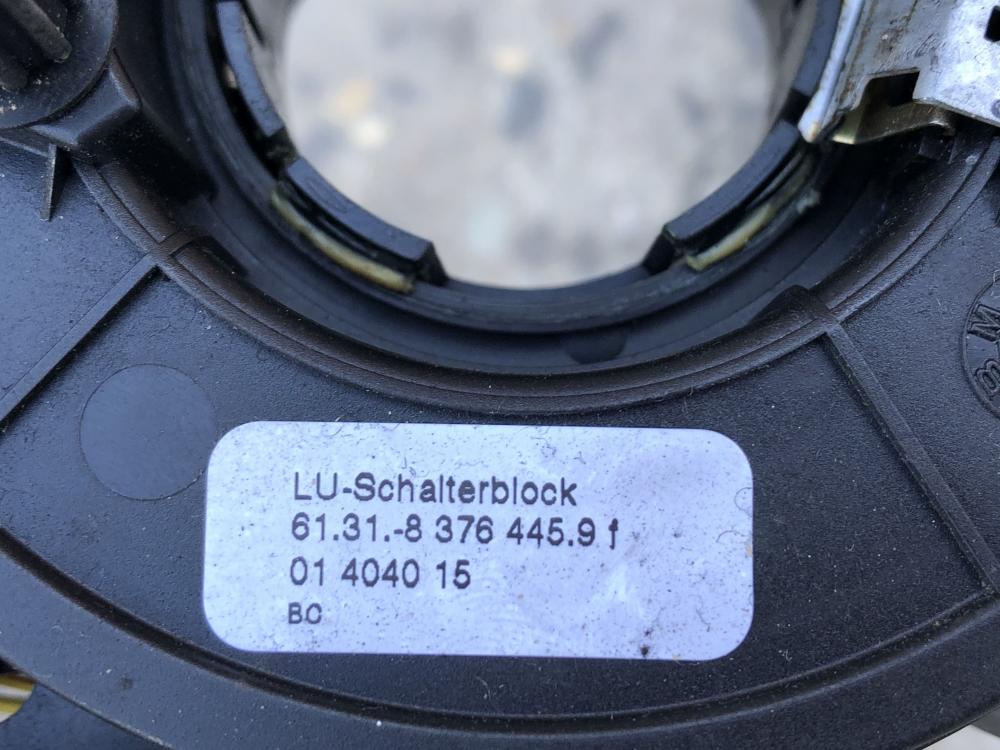 LU-Schalterblock
61.31.-8 376 445.9 f
01 4040 15
BC